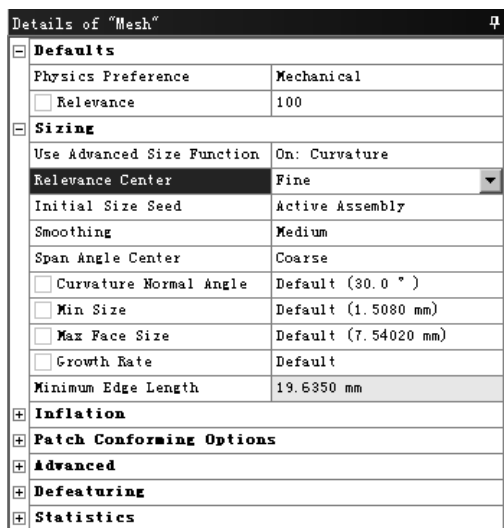 Details of "Mesh"
Defaults
Physics Preference Mechanical
Relevance 100
Sizing
Use Advanced Size Function On: Curvature
Relevance Center Fine
Initial Size Seed Active Assembly
Smoothing Medium
Span Angle Center Coarse
Curvature Normal Angle Default (30.0 °)
Min Size Default (1.5080 mm)
Max Face Size Default (7.54020 mm)
Growth Rate Default
Minimum Edge Length 19.6350 mm
Inflation
Patch Conforming Options
Advanced
Defeaturing
Statistics